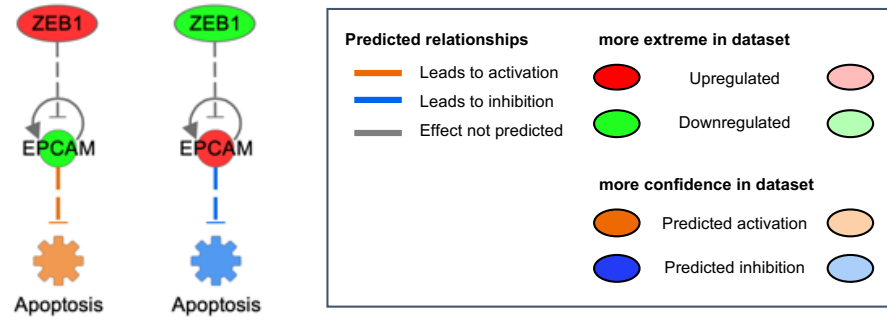 ZEB1
ZEB1
EPCAM
EPCAM
Apoptosis
Apoptosis
Predicted relationships
Leads to activation
Leads to inhibition
Effect not predicted
more extreme in dataset
Upregulated
Downregulated
more confidence in dataset
Predicted activation
Predicted inhibition